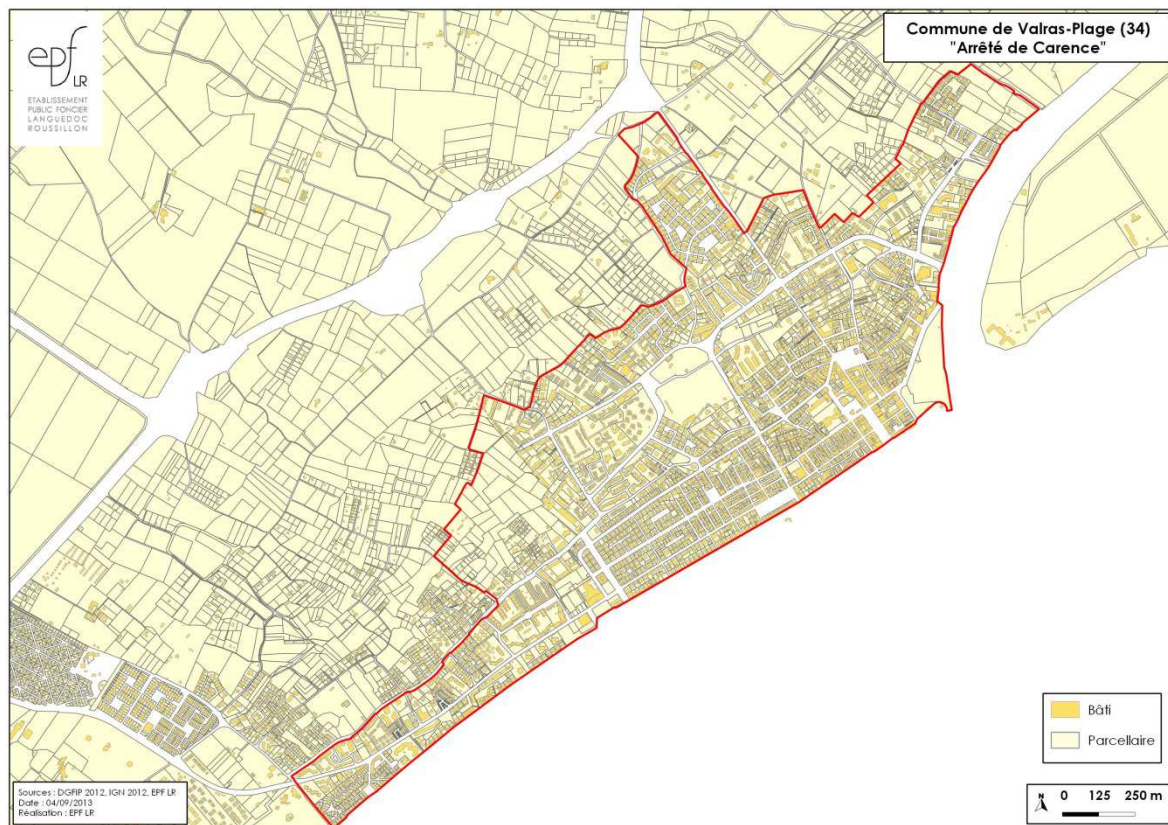 epf
LR
ETABLISSEMENT
PUBLIC FONCIER
LANGUEDOC
ROUSSILLON
Commune de Valras-Plage (34)
"Arrêté de Carence"
Bâti
Parcellaire
Sources : DGFIP 2012, IGN 2012, EPF LR
Date : 04/09/2013
Réalisation : EPF LR
N
0 125 250 m